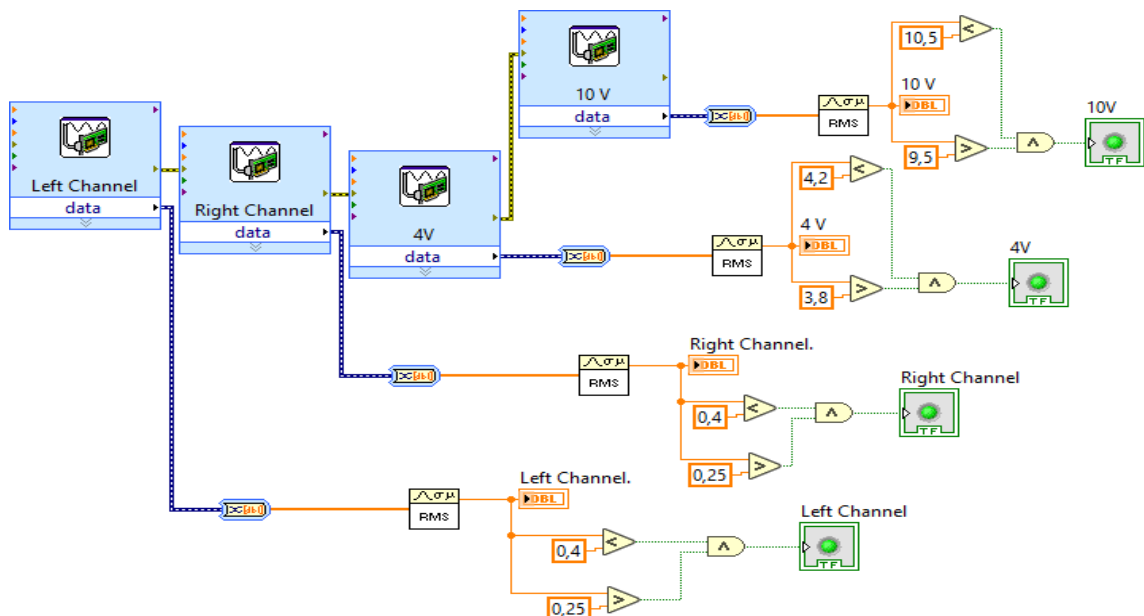 10 V
data
Left Channel
data
Right Channel
data
4V
data
RMS
10,5
<
10 V
DBL
9,5
>
∧
10V
TF
RMS
4,2
<
4 V
DBL
3,8
>
∧
4V
TF
RMS
Right Channel.
DBL
0,4
<
0,25
>
∧
Right Channel
TF
RMS
Left Channel.
DBL
0,4
<
0,25
>
∧
Left Channel
TF